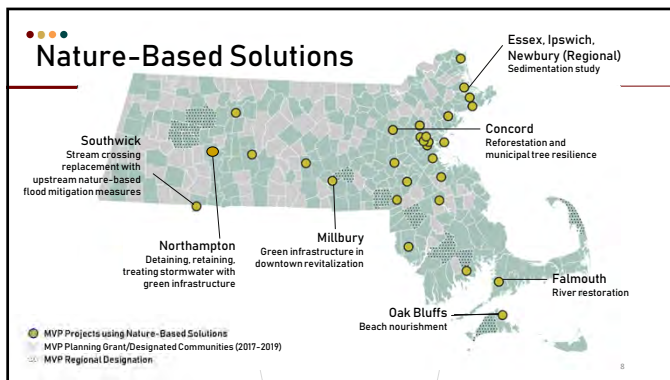 Nature-Based Solutions
Essex, Ipswich,
Newbury (Regional)
Sedimentation study
Southwick
Stream crossing
replacement with
upstream nature-based
flood mitigation measures
Concord
Reforestation and
municipal tree resilience
Northampton
Detaining, retaining,
treating stormwater with
green infrastructure
Millbury
Green infrastructure in
downtown revitalization
Falmouth
River restoration
Oak Bluffs
Beach nourishment
MVP Projects using Nature-Based Solutions
MVP Planning Grant/Designated Communities (2017-2019)
MVP Regional Designation
8